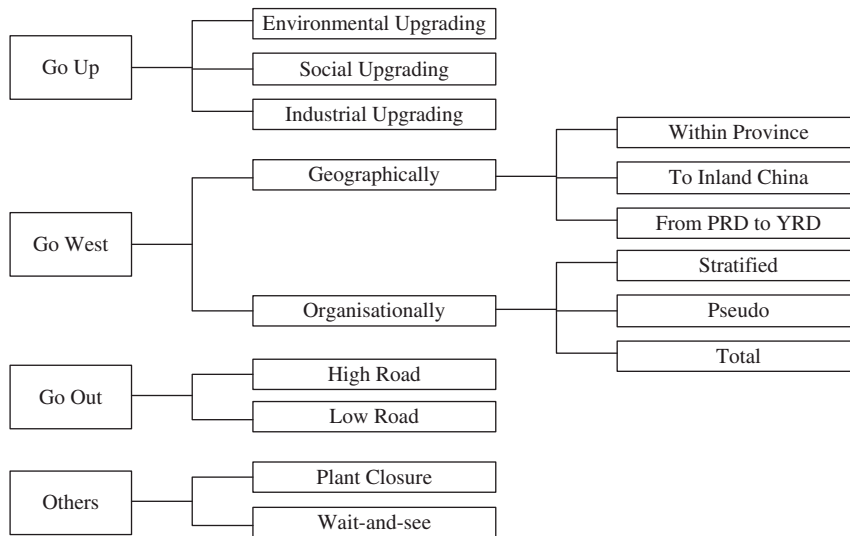 Go Up
Environmental Upgrading
Social Upgrading
Industrial Upgrading
Go West
Geographically
Within Province
To Inland China
From PRD to YRD
Organisationally
Stratified
Pseudo
Total
Go Out
High Road
Low Road
Others
Plant Closure
Wait-and-see